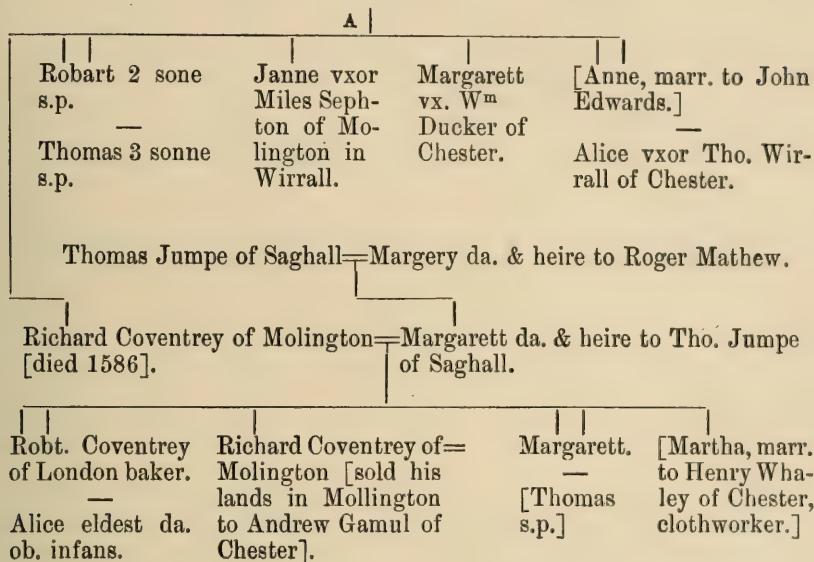 A
Robart 2 sone
s.p.
—
Thomas 3 sonne
s.p.
Janne vxor
Miles Seph-
ton of Mo-
lington in
Wirrall.
Margarett
vx. Wᵐ
Ducker of
Chester.
[Anne, marr. to John
Edwards.]
—
Alice vxor Tho. Wir-
rall of Chester.
Thomas Jumpe of Saghall=Margery da. & heire to Roger Mathew.
Richard Coventrey of Molington=Margarett da. & heire to Tho. Jumpe
[died 1586].
of Saghall.
Robt. Coventrey
of London baker.
—
Alice eldest da.
ob. infans.
Richard Coventrey of=
Molington [sold his
lands in Mollington
to Andrew Gamul of
Chester].
Margarett.
—
[Thomas
s.p.]
[Martha, marr.
to Henry Wha-
ley of Chester,
clothworker.]